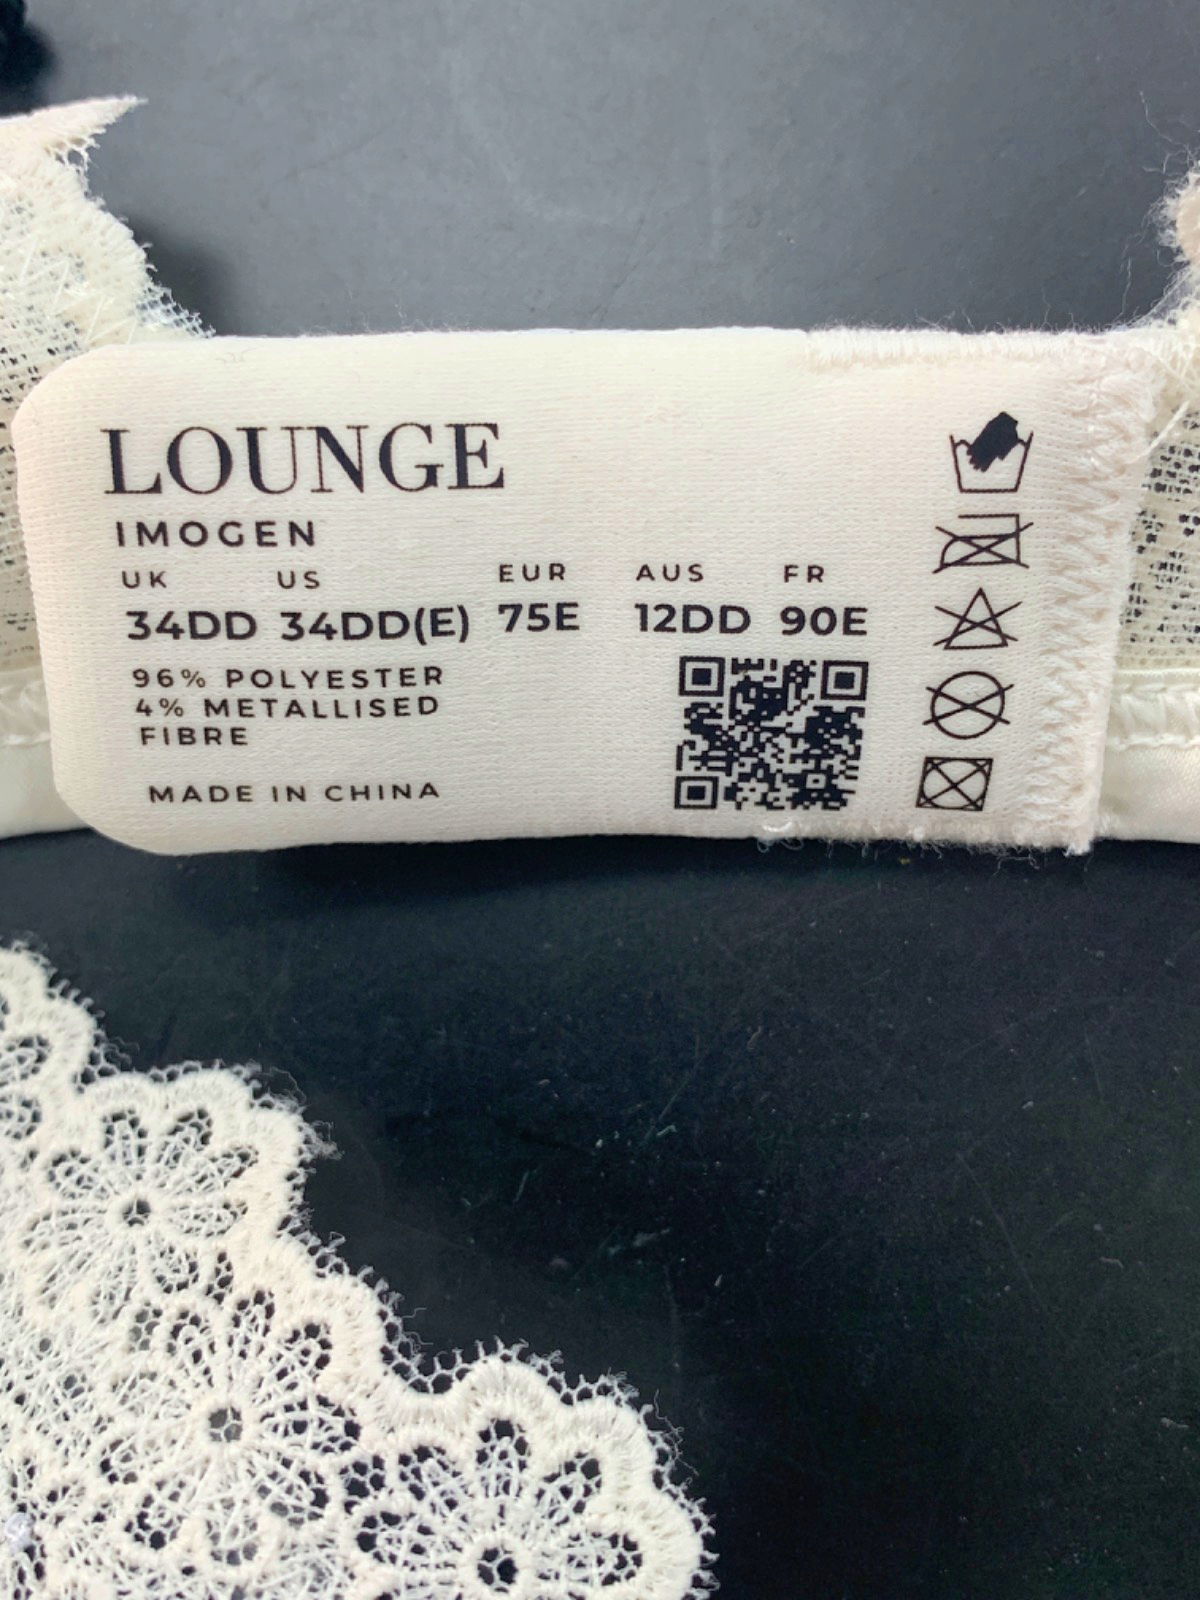 LOUNGE
IMOGEN
UK US EUR AUS FR
34DD 34DD(E) 75E 12DD 90E
96% POLYESTER
4% METALLISED
FIBRE
MADE IN CHINA